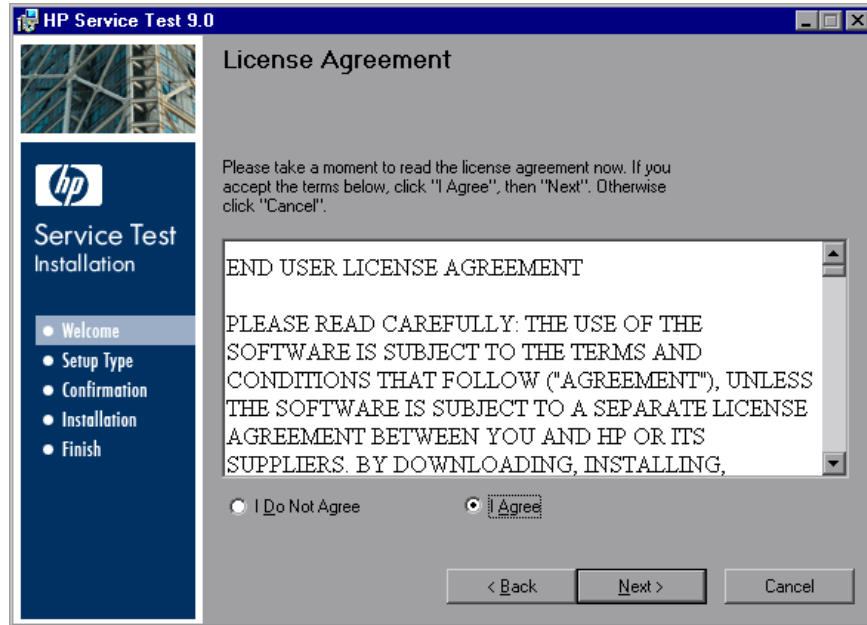 HP Service Test 9.0
License Agreement
Please take a moment to read the license agreement now. If you
accept the terms below, click "I Agree", then "Next". Otherwise
click "Cancel".
hp
Service Test
Installation
Welcome
Setup Type
Confirmation
Installation
Finish
END USER LICENSE AGREEMENT
PLEASE READ CAREFULLY: THE USE OF THE
SOFTWARE IS SUBJECT TO THE TERMS AND
CONDITIONS THAT FOLLOW ("AGREEMENT"), UNLESS
THE SOFTWARE IS SUBJECT TO A SEPARATE LICENSE
AGREEMENT BETWEEN YOU AND HP OR ITS
SUPPLIERS. BY DOWNLOADING, INSTALLING,
I Do Not Agree
I Agree
< Back
Next >
Cancel